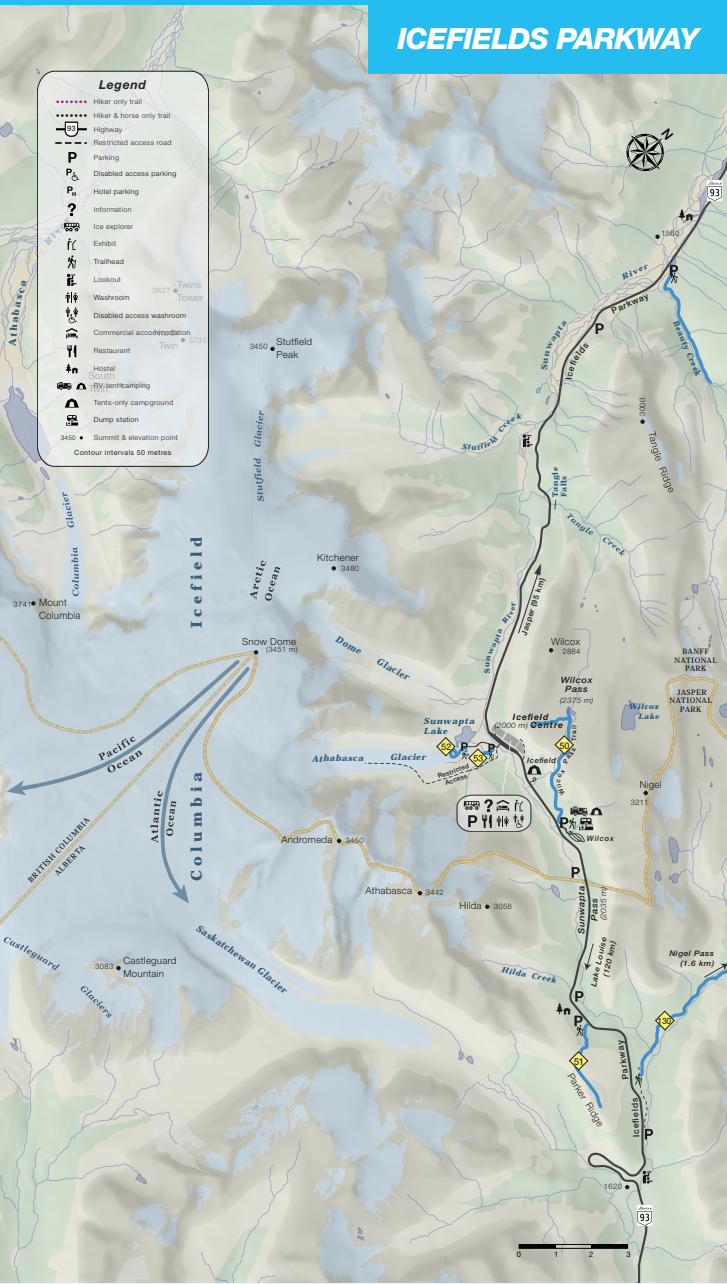 ICEFIELDS PARKWAY
Legend
Hiker only trail
Hiker & horse only trail
93 Highway
Restricted access road
P Parking
P Disabled access parking
PH Hotel parking
? Information
Ice explorer
Exhibit
Trailhead
Lookout
Washroom
Disabled access washroom
Commercial accommodation
Restaurant
Hostel
RV-tent camping
Tents-only campground
Dump station
3450 • Summit & elevation point
Contour intervals 50 metres
N
93
1560
River
Athabasca
River
3627 Twins
Tower
Twin 3731
South
3450 Stutfield
Peak
P
Parkway
P
Icefields
Sunwapta
River
Beauty Creek
3000
Tangle Ridge
Stutfield Creek
Stutfield Glacier
Tangle
Falls
Tangle Creek
Columbia Glacier
Icefield
Arctic
Ocean
Kitchener
3480
3741 Mount
Columbia
Jasper (95 km)
Sunwapta River
Snow Dome
(3451 m)
Dome Glacier
Wilcox
2884
BANFF
NATIONAL
PARK
JASPER
NATIONAL
PARK
Wilcox
Pass
(2375 m)
Wilcox
Lake
Icefield
Centre
(2000 m)
Sunwapta
Lake
52
P
53
P
50
Wilcox Pass Trail
Athabasca Glacier
Restricted
Access
Icefield
Pacific
Ocean
Atlantic
Ocean
Columbia
BRITISH COLUMBIA
ALBERTA
Nigel
3211
?
P
P
Wilcox
Andromeda 3450
Athabasca 3442
Hilda 3058
P
Sunwapta
Pass
(2035 m)
Lake Louise
(120 km)
Saskatchewan Glacier
Castleguard
Glaciers
3083 Castleguard
Mountain
Hilda Creek
Nigel Pass
(1.6 km)
P
P
130
51
Parker Ridge
Parkway
Icefields
P
1620
93
0 1 2 3